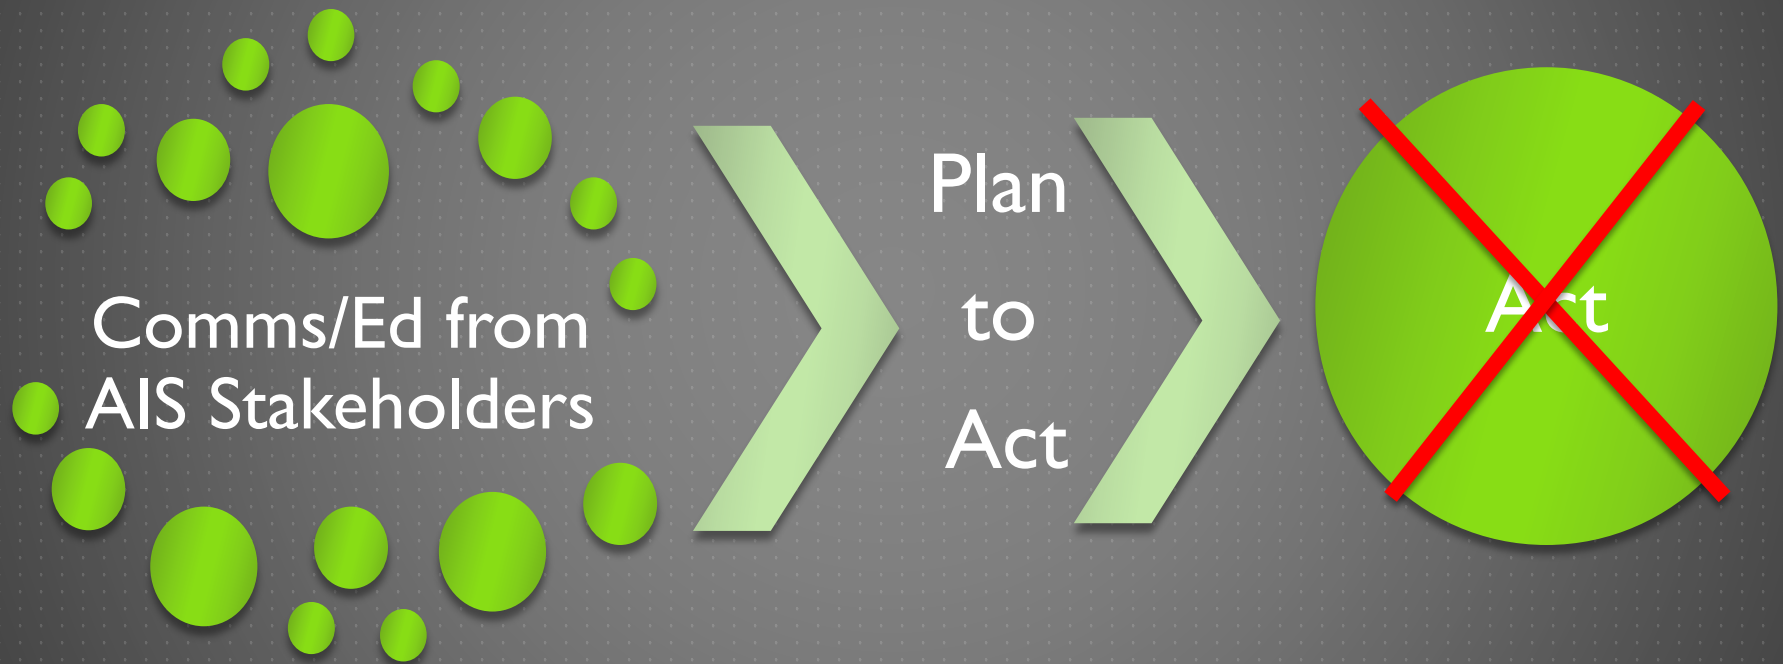 Comms/Ed from
AIS Stakeholders
Plan
to
Act
Act